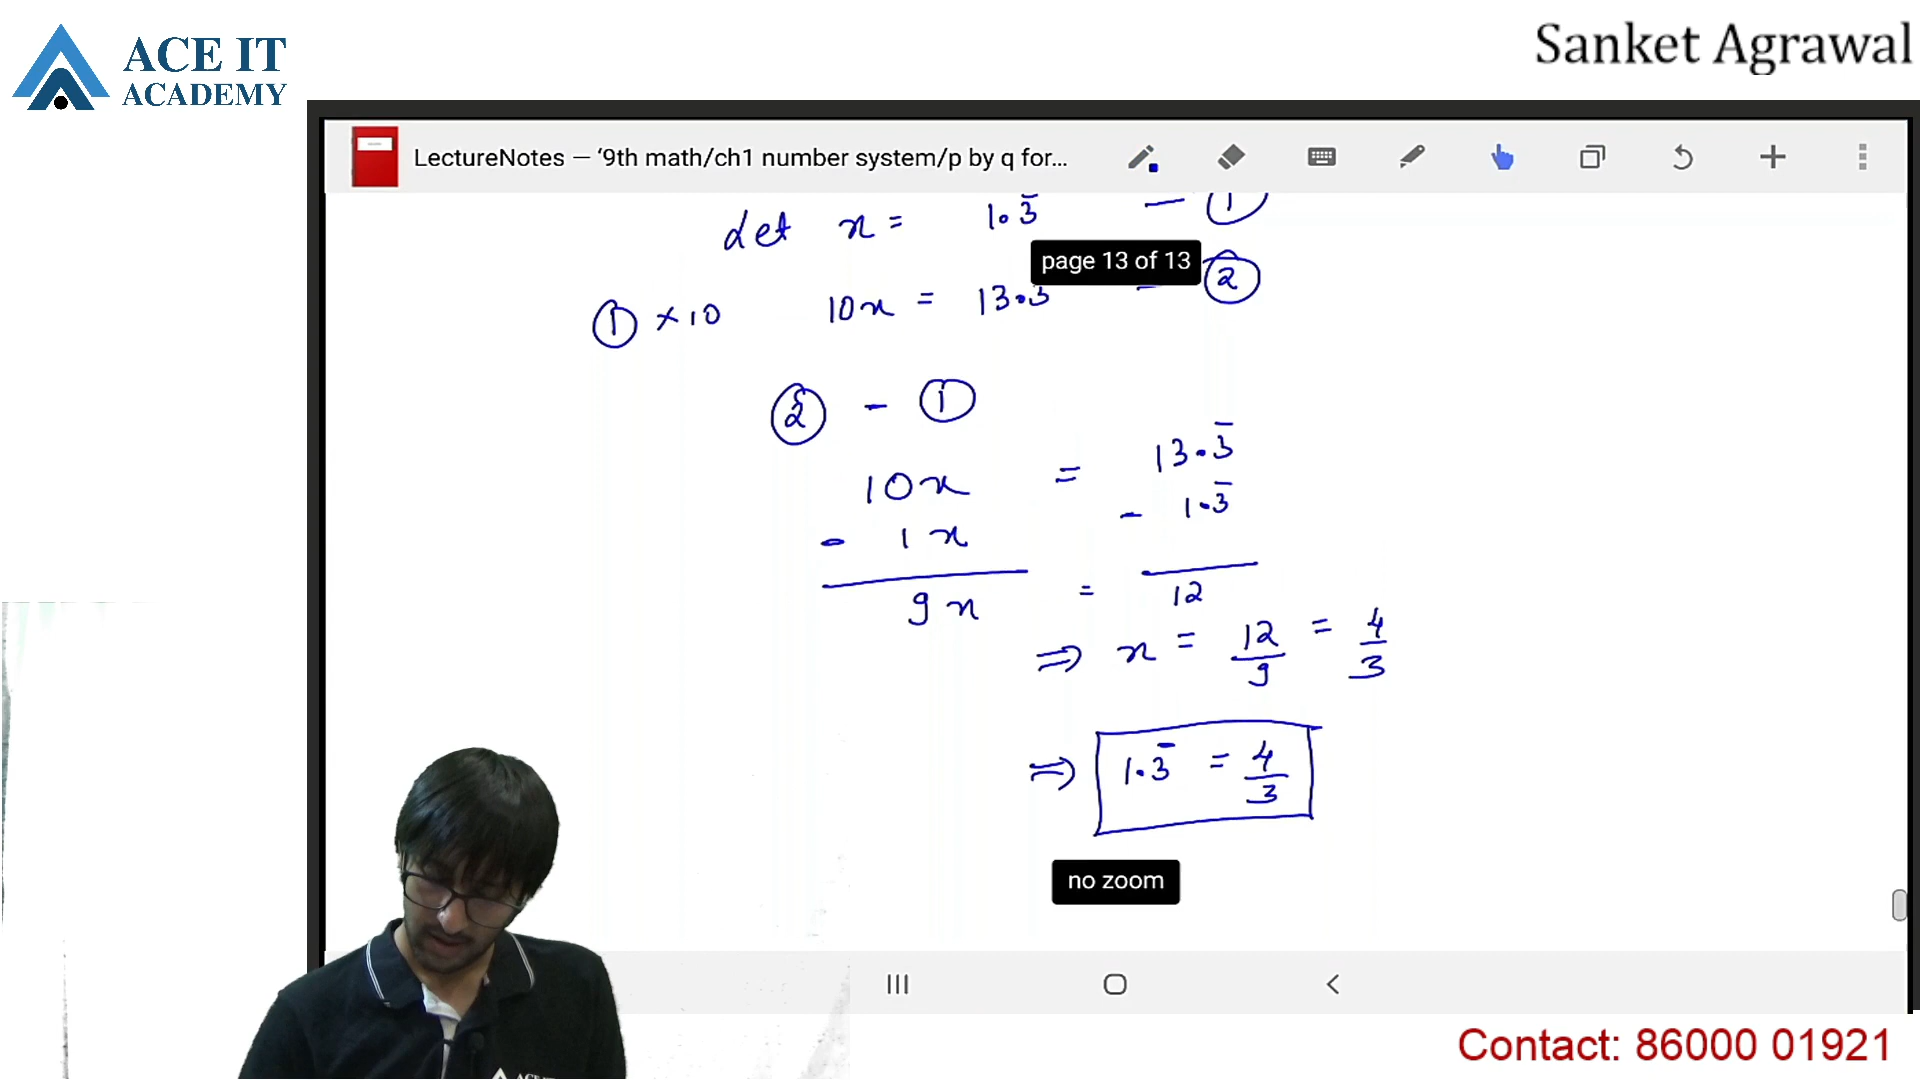 ACE IT
ACADEMY
Sanket Agrawal
LectureNotes — ‘9th math/ch1 number system/p by q for...
Let x = 1.3̅ — ①
page 13 of 13
① × 10 10x = 13.3̅ — ②
② - ①
10x = 13.3̅
- 1x - 1.3̅
9x = 12
⇒ x = 12/9 = 4/3
⇒ 1.3̅ = 4/3
no zoom
Contact: 86000 01921